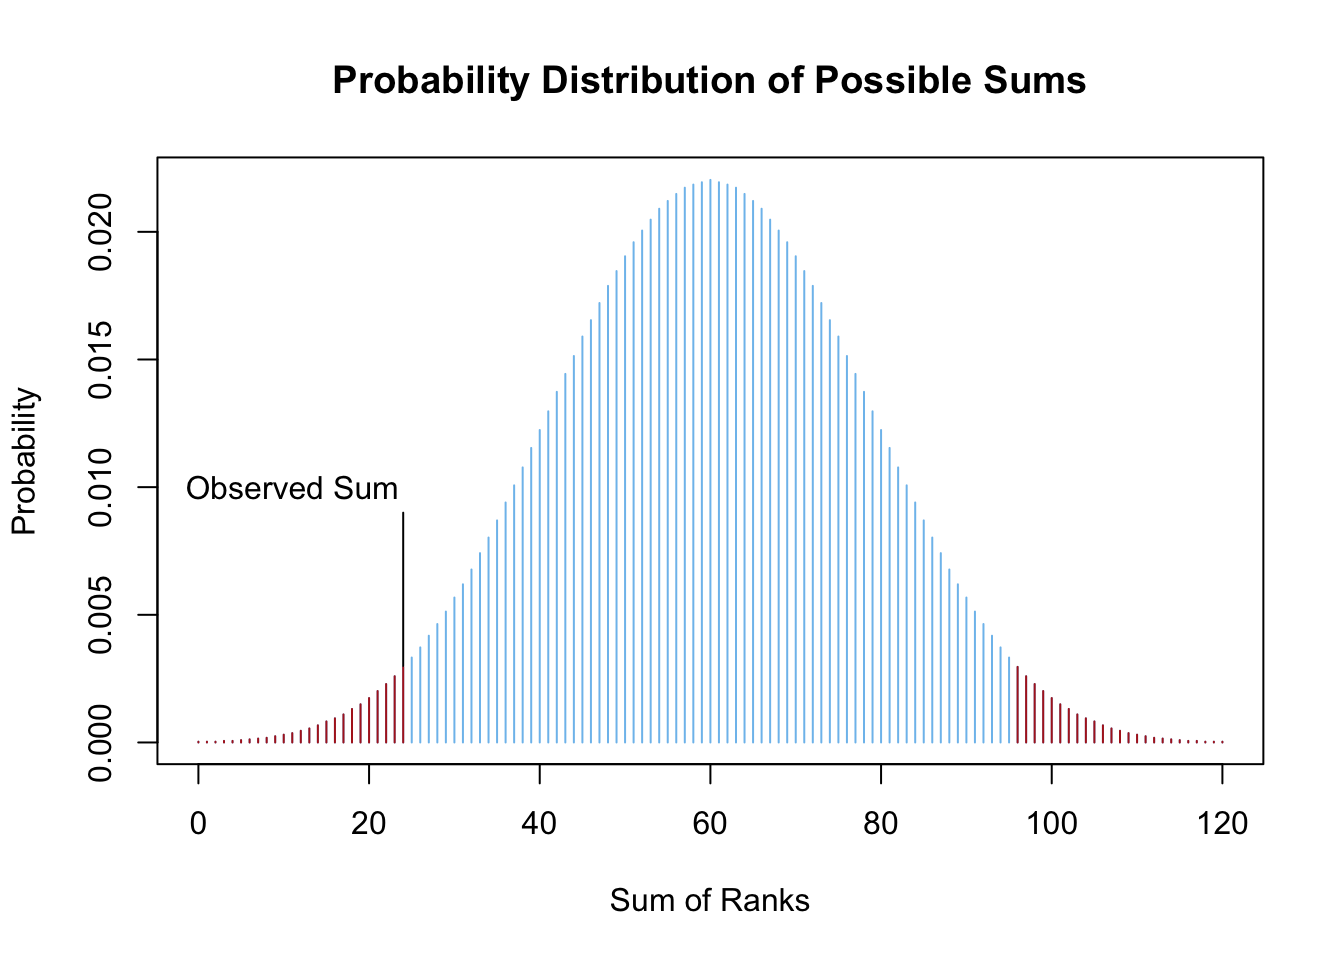 Probability Distribution of Possible Sums
Probability
0.020
0.015
0.010
0.005
0.000
Observed Sum
0 20 40 60 80 100 120
Sum of Ranks